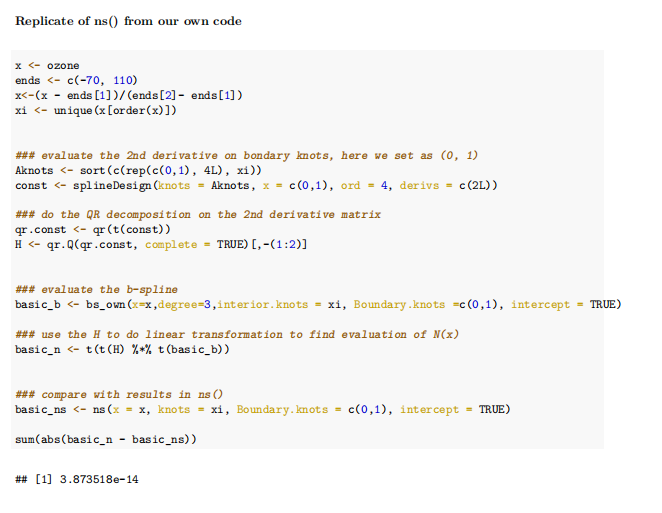 Replicate of ns() from our own code
x <- ozone
ends <- c(-70, 110)
x<-(x - ends[1])/(ends[2]- ends[1])
xi <- unique(x[order(x)])
### evaluate the 2nd derivative on bondary knots, here we set as (0, 1)
Aknots <- sort(c(rep(c(0,1), 4L), xi))
const <- splineDesign(knots = Aknots, x = c(0,1), ord = 4, derivs = c(2L))
### do the QR decomposition on the 2nd derivative matrix
qr.const <- qr(t(const))
H <- qr.Q(qr.const, complete = TRUE)[,-(1:2)]
### evaluate the b-spline
basic_b <- bs_own(x=x,degree=3,interior.knots = xi, Boundary.knots =c(0,1), intercept = TRUE)
### use the H to do linear transformation to find evaluation of N(x)
basic_n <- t(t(H) %*% t(basic_b))
### compare with results in ns()
basic_ns <- ns(x = x, knots = xi, Boundary.knots = c(0,1), intercept = TRUE)
sum(abs(basic_n - basic_ns))
## [1] 3.873518e-14